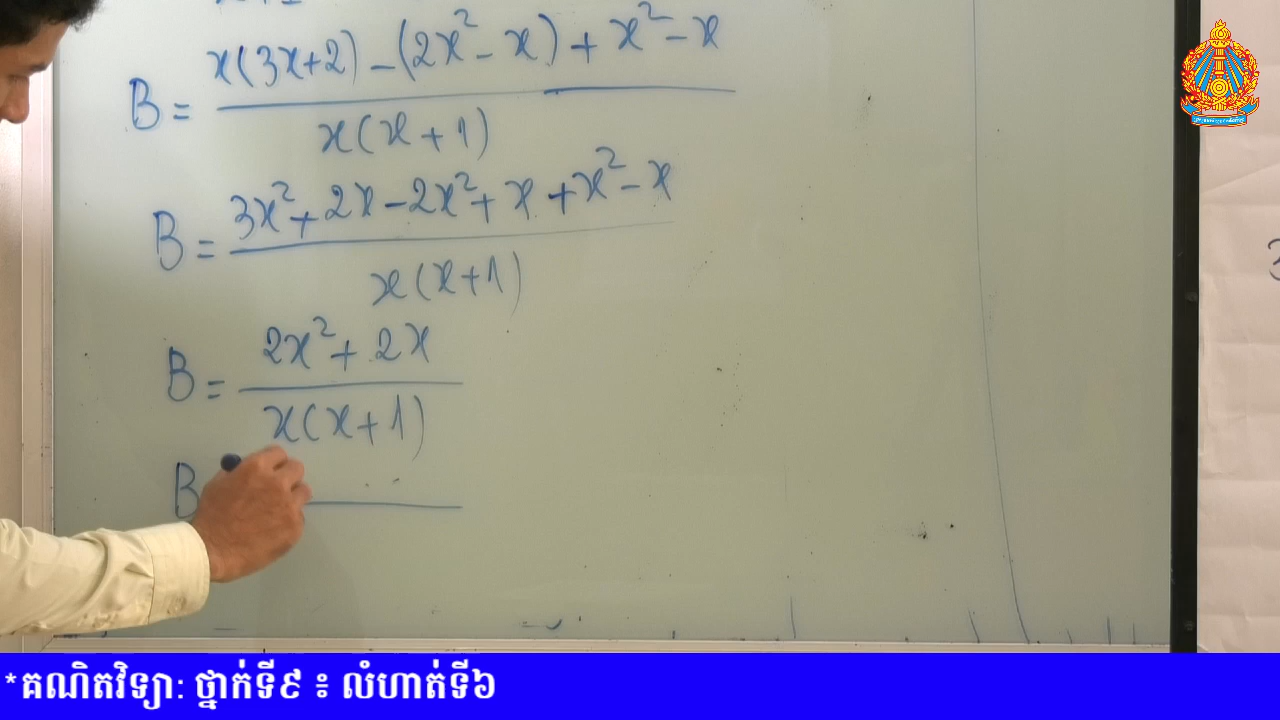 B = x(3x+2) - (2x² - x) + x² - x / x(x+1)
B = 3x² + 2x - 2x² + x + x² - x / x(x+1)
B = 2x² + 2x / x(x+1)
B
*គណិតវិទ្យា: ថ្នាក់ទី៩ ៖ លំហាត់ទី៦